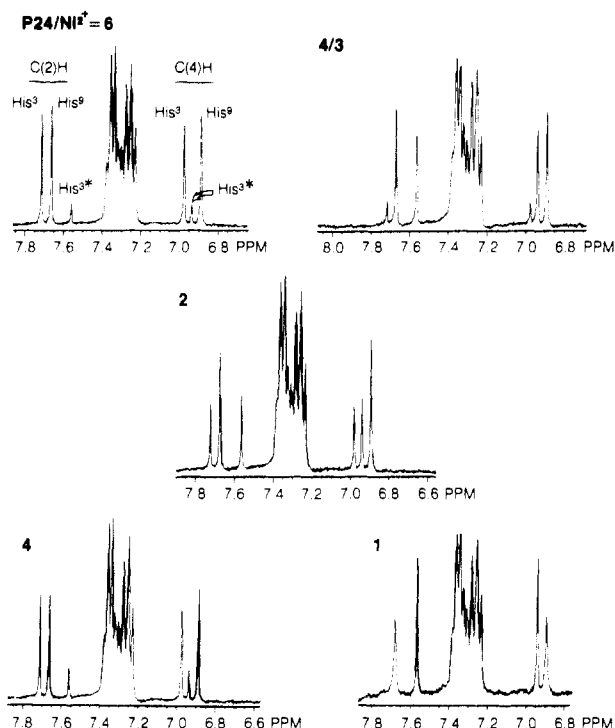 P24/Ni²⁺= 6
C(2)H
C(4)H
His³ His⁹
His³ His⁹
His³*
His³*
7.8 7.6 7.4 7.2 7.0 PPM
4/3
8.0 7.8 7.6 7.4 7.2 7.0 6.8 PPM
2
7.8 7.6 7.4 7.2 7.0 6.8 6.6 PPM
4
7.8 7.6 7.4 7.2 7.0 6.8 6.6 PPM
1
7.8 7.6 7.4 7.2 7.0 6.8 PPM